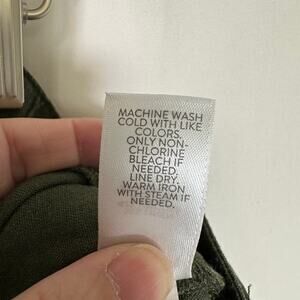 MACHINE WASH
COLD WITH LIKE
COLORS.
ONLY NON-
CHLORINE
BLEACH IF
NEEDED.
LINE DRY.
WARM IRON
WITH STEAM IF
NEEDED.